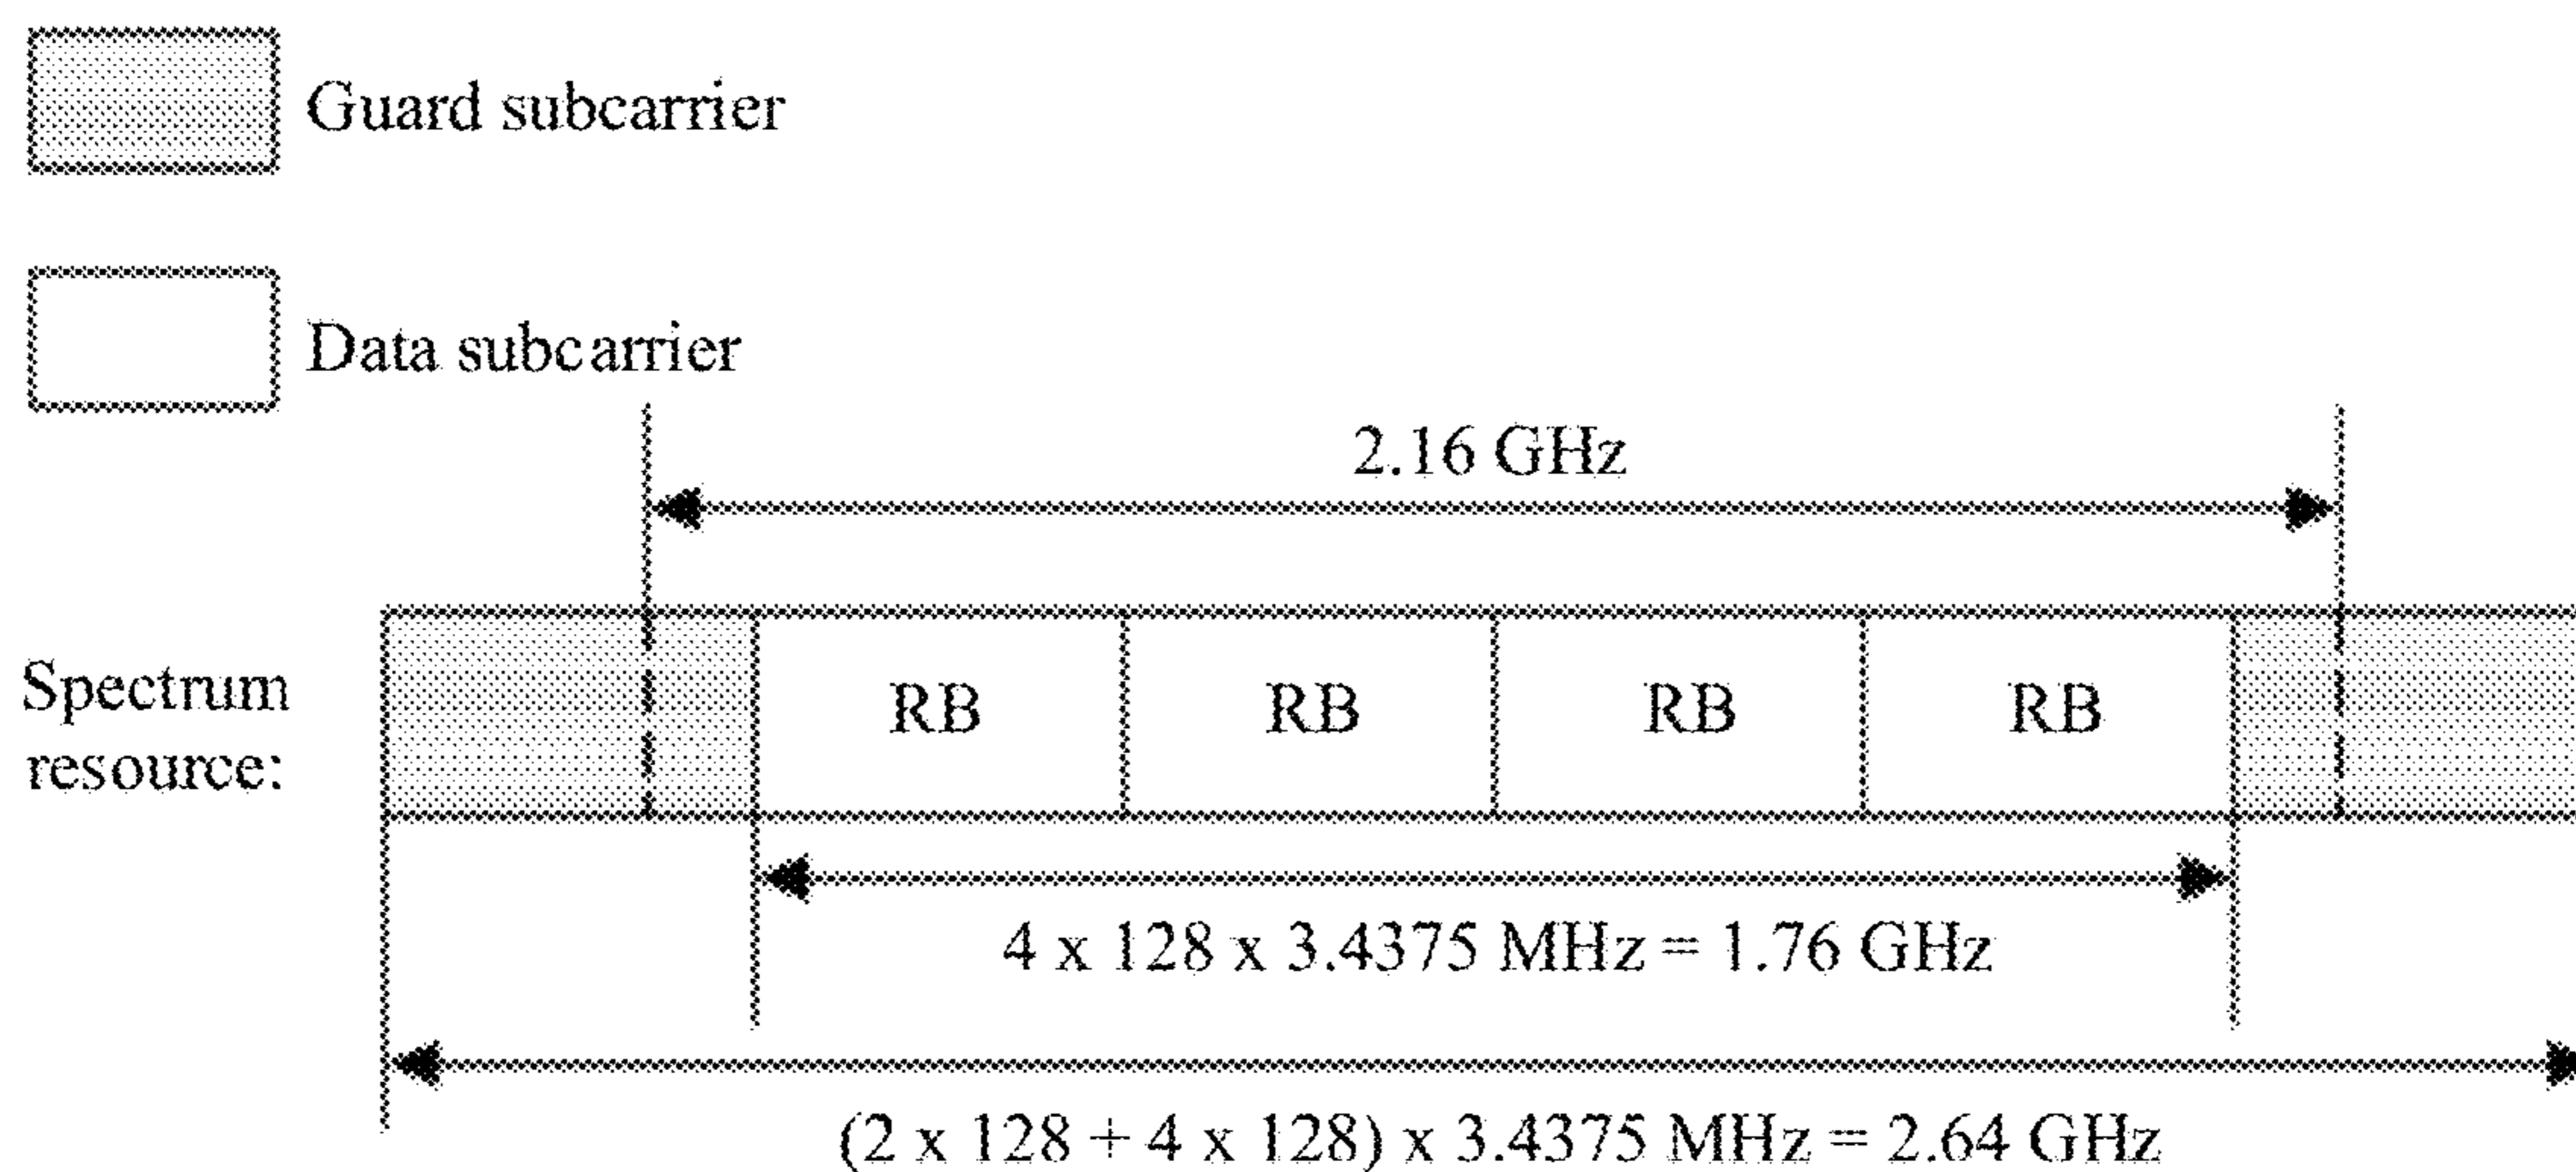 Guard subcarrier
Data subcarrier
2.16 GHz
Spectrum
resource:
RB
RB
RB
RB
4 x 128 x 3.4375 MHz = 1.76 GHz
(2 x 128 + 4 x 128) x 3.4375 MHz = 2.64 GHz